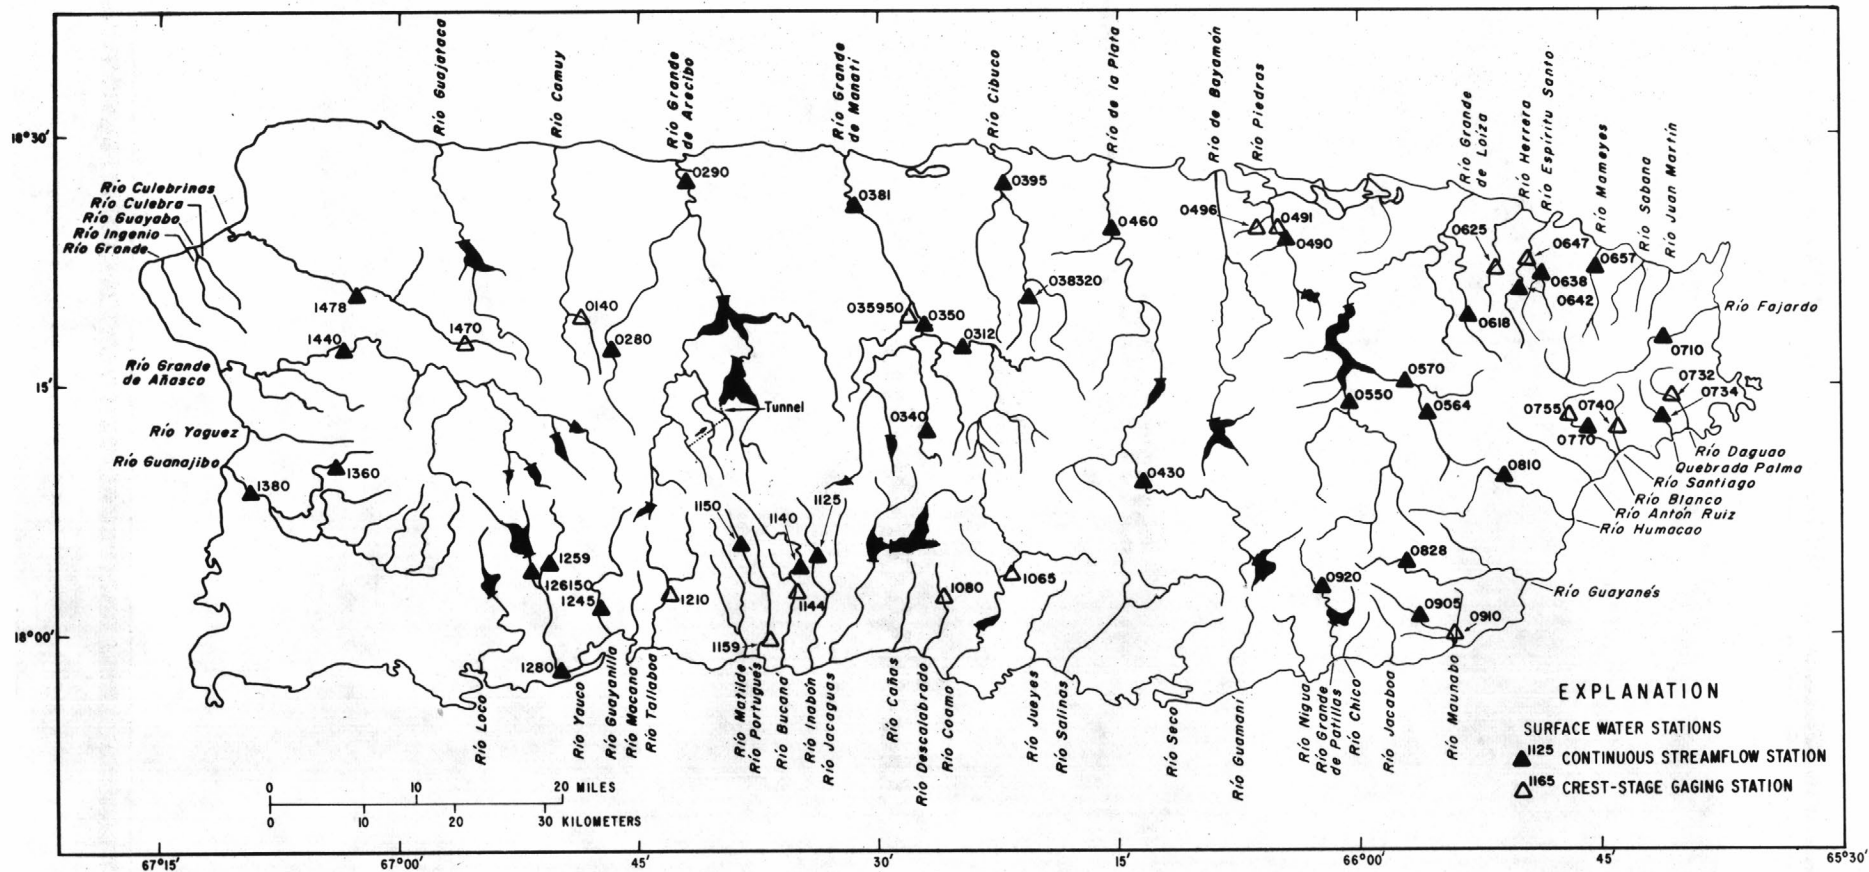 Río Guajataca
Río Camuy
Río Grande
de Arecibo
Río Grande
de Manatí
Río Cibuco
Río de la Plata
Río de Bayamón
Río Piedras
Río Grande
de Loíza
Río Herrera
Río Espíritu Santo
Río Mameyes
Río Sabana
Río Juan Martín
18°30'
Río Culebrinas
Río Culebra
Río Guayabo
Río Ingenio
Río Grande
0290
0381
0395
0460
0496
0491
0490
0625
0647
0657
0638
0642
0618
1478
1470
1440
0140
0280
035950
0350
0312
038320
Río Fajardo
0710
Río Grande
de Añasco
15'
Tunnel
0570
0550
0564
0732
0734
0755
0740
0770
0340
Río Yaguez
Río Guanajibo
1360
1380
0430
0810
Río Daguao
Quebrada Palma
Río Santiago
Río Blanco
Río Antón Ruiz
Río Humacao
1150
1140
1125
1259
126150
1245
1210
1144
1080
1065
0828
0920
0905
0910
Río Guayanés
18°00'
1159
1280
Río Loco
Río Yauco
Río Guayanilla
Río Macaná
Río Tallaboa
Río Matilde
Río Portugués
Río Bucaná
Río Inabón
Río Jacaguas
Río Cañas
Río Descalabrado
Río Coamo
Río Jueyes
Río Salinas
Río Seco
Río Guamaní
Río Nigua
Río Grande
de Patillas
Río Chico
Río Jacaboa
Río Maunabo
EXPLANATION
SURFACE WATER STATIONS
1125 CONTINUOUS STREAMFLOW STATION
1165 CREST-STAGE GAGING STATION
0 10 20 MILES
0 10 20 30 KILOMETERS
67°15' 67°00' 45' 30' 15' 66°00' 45' 65°30'